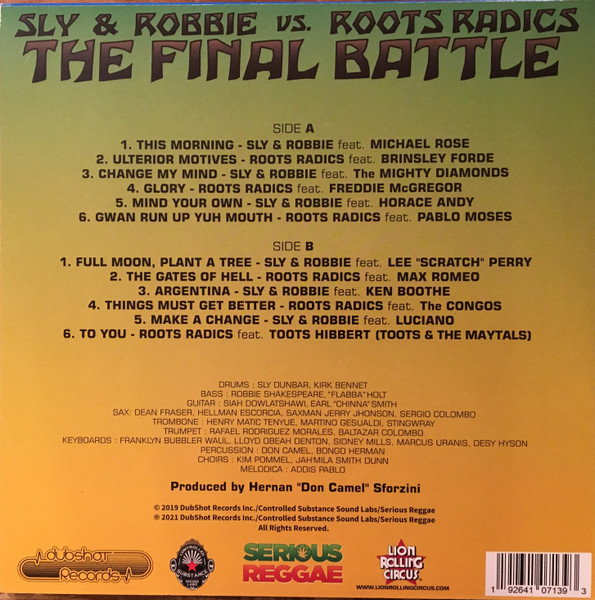 SLY & ROBBIE vs. ROOTS RADICS
THE FINAL BATTLE
SIDE A
1. THIS MORNING - SLY & ROBBIE feat. MICHAEL ROSE
2. ULTERIOR MOTIVES - ROOTS RADICS feat. BRINSLEY FORDE
3. CHANGE MY MIND - SLY & ROBBIE feat. The MIGHTY DIAMONDS
4. GLORY - ROOTS RADICS feat. FREDDIE McGREGOR
5. MIND YOUR OWN - SLY & ROBBIE feat. HORACE ANDY
6. GWAN RUN UP YUH MOUTH - ROOTS RADICS feat. PABLO MOSES
SIDE B
1. FULL MOON, PLANT A TREE - SLY & ROBBIE feat. LEE "SCRATCH" PERRY
2. THE GATES OF HELL - ROOTS RADICS feat. MAX ROMEO
3. ARGENTINA - SLY & ROBBIE feat. KEN BOOTHE
4. THINGS MUST GET BETTER - ROOTS RADICS feat. The CONGOS
5. MAKE A CHANGE - SLY & ROBBIE feat. LUCIANO
6. TO YOU - ROOTS RADICS feat. TOOTS HIBBERT (TOOTS & THE MAYTALS)
DRUMS : SLY DUNBAR, KIRK BENNET
BASS : ROBBIE SHAKESPEARE, "FLABBA" HOLT
GUITAR : SIAH DOWLATSHAWI, EARL "CHINNA" SMITH
SAX: DEAN FRASER, HELLMAN ESCORCIA, SAXMAN JERRY JHONSON, SERGIO COLOMBO
TROMBONE : HENRY MATIC TENYUE, MARTINO GESUALDI, STINGWRAY
TRUMPET : RAFAEL RODRIGUEZ MORALES, BALTAZAR COLOMBO
KEYBOARDS : FRANKLYN BUBBLER WAUL, LLOYD OBEAH DENTON, SIDNEY MILLS, MARCUS URANIS, DESY HYSON
PERCUSSION : DON CAMEL, BONGO HERMAN
CHOIRS : KIM POMMEL, JAH'MILA SMITH DUNN
MELODICA : ADDIS PABLO
Produced by Hernan "Don Camel" Sforzini
© 2019 DubShot Records Inc./Controlled Substance Sound Labs/Serious Reggae
℗ 2021 DubShot Records Inc./Controlled Substance Sound Labs/Serious Reggae
All Rights Reserved.
dubshot
Records
SUBSTANCE
SERIOUS
REGGAE
LION
ROLLING
CIRCUS
WWW.LIONROLLINGCIRCUS.COM
1 92641 07139 3